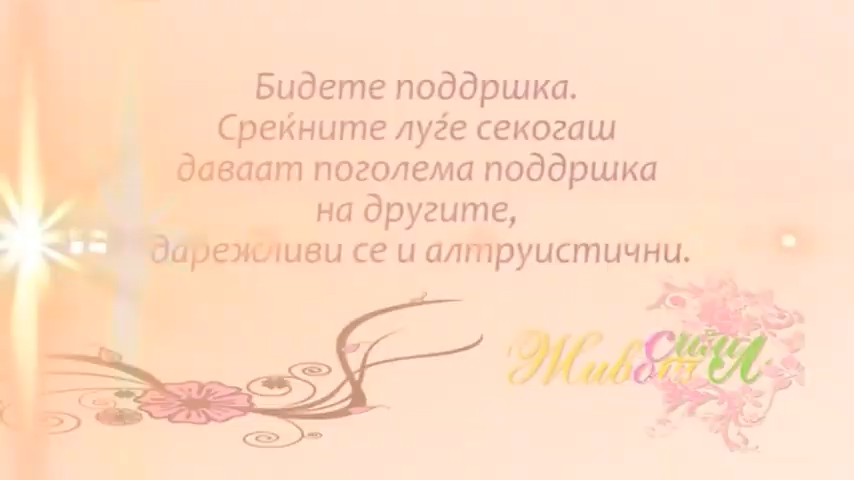 Бидете поддршка.
Среќните луѓе секогаш
даваат поголема поддршка
на другите,
дарежливи се и алтруистични.